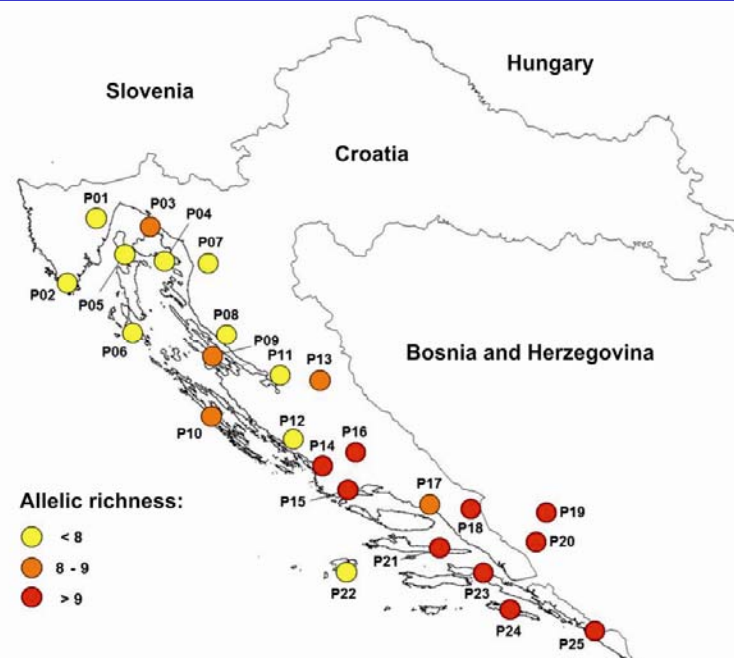 Hungary
Slovenia
Croatia
P01
P03
P04
P07
P02
P05
P06
P08
P09
P11
P13
Bosnia and Herzegovina
P10
P12
P14
P16
P15
P17
P18
P19
P20
P21
P22
P23
P24
P25
Allelic richness:
< 8
8 - 9
> 9